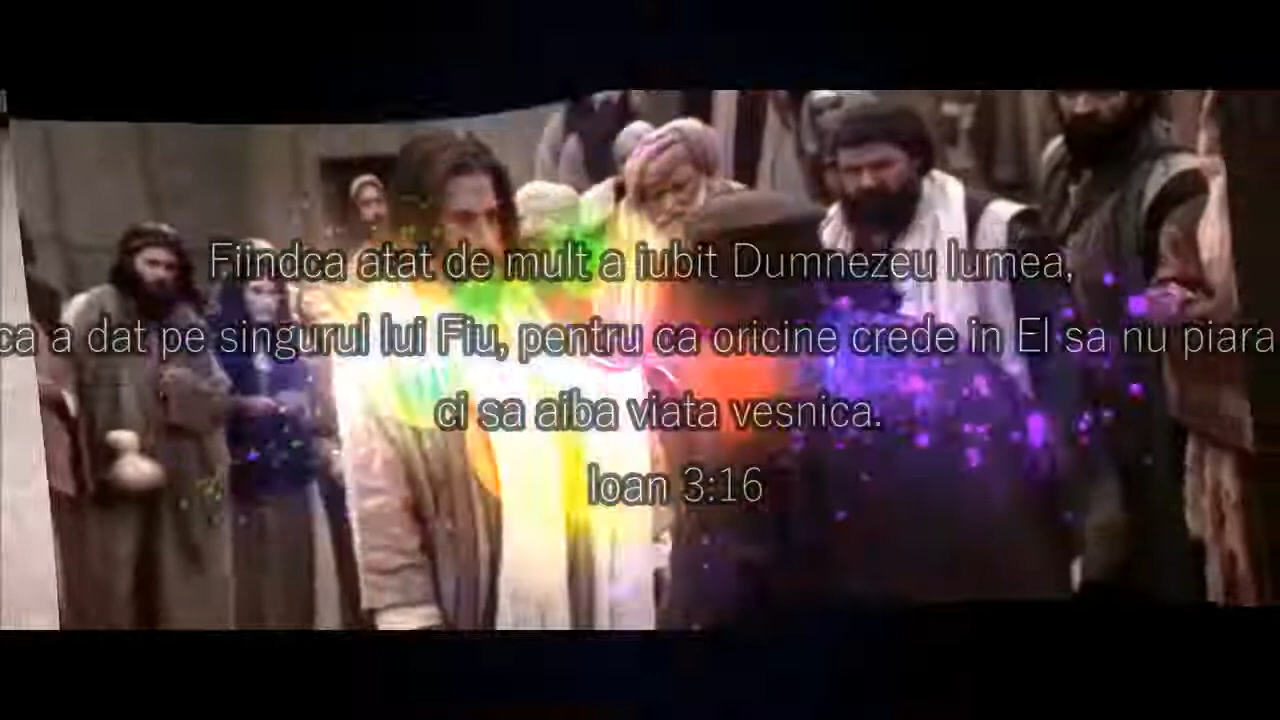 Fiindca atat de mult a iubit Dumnezeu lumea,
ca a dat pe singurul lui Fiu, pentru ca oricine crede in El sa nu piara
ci sa aiba viata vesnica.
Ioan 3:16